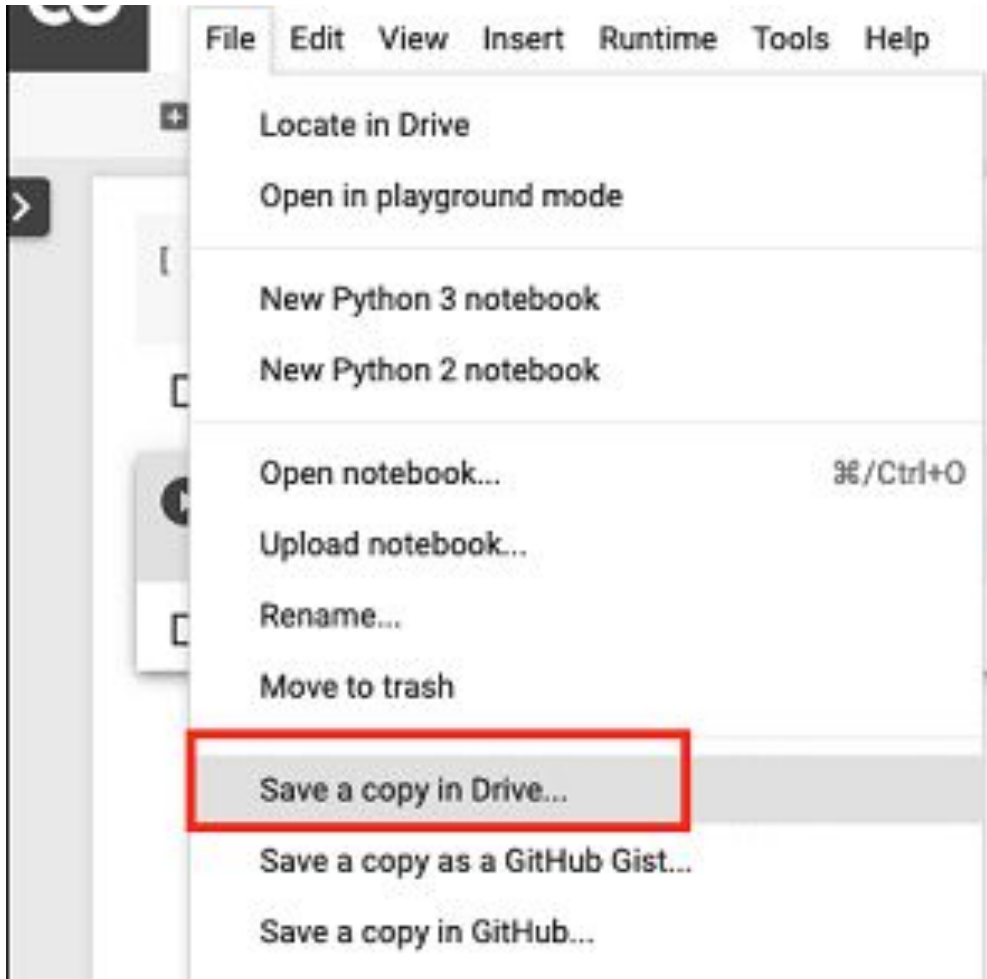 CO
File Edit View Insert Runtime Tools Help
Locate in Drive
Open in playground mode
[
New Python 3 notebook
New Python 2 notebook
Open notebook... ⌘/Ctrl+O
Upload notebook...
Rename...
Move to trash
Save a copy in Drive...
Save a copy as a GitHub Gist...
Save a copy in GitHub...